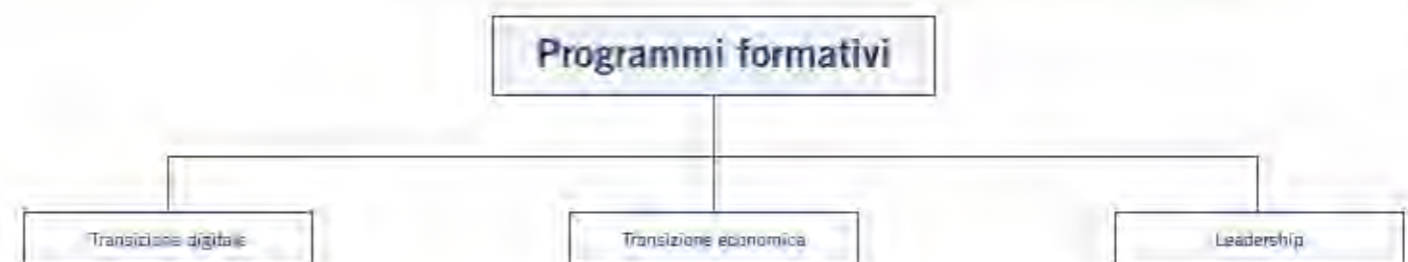 Programmi formativi
Transizione digitale
Transizione economica
Leadership